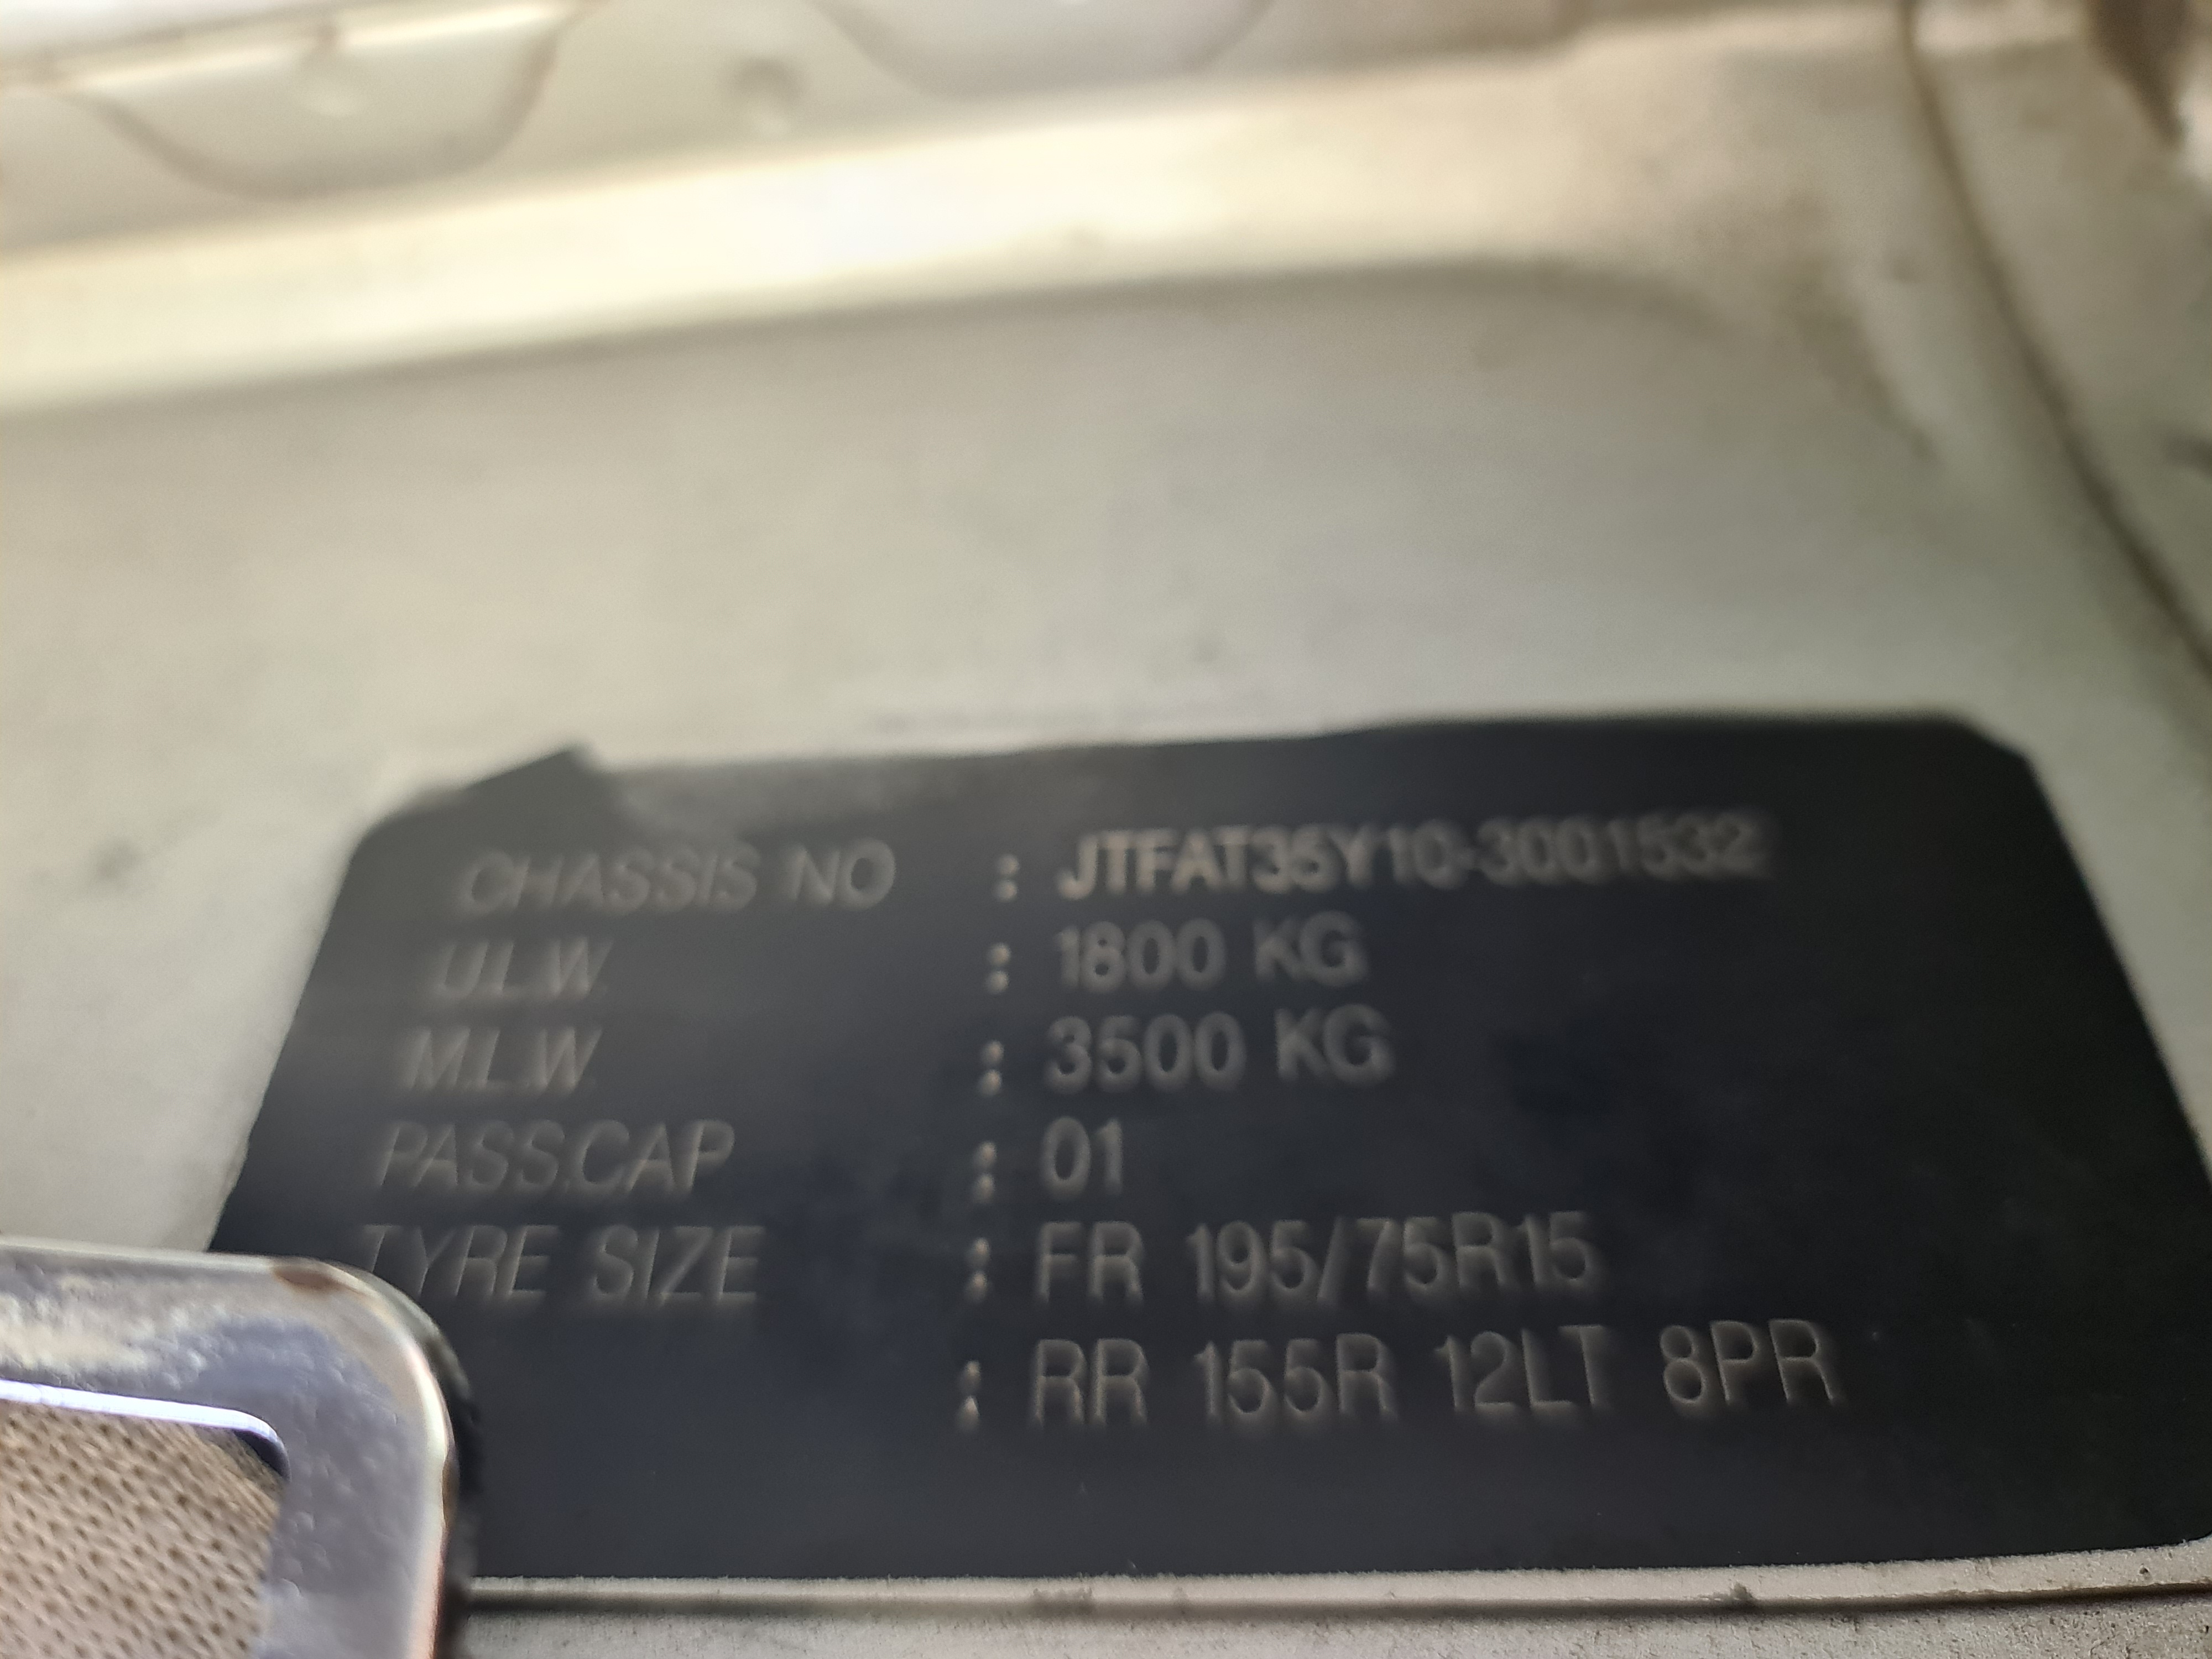 CHASSIS NO : JTFAT35Y10-3001532
U.L.W. : 1800 KG
M.L.W. : 3500 KG
PASS.CAP : 01
TYRE SIZE : FR 195/75R15
: RR 155R 12LT 8PR